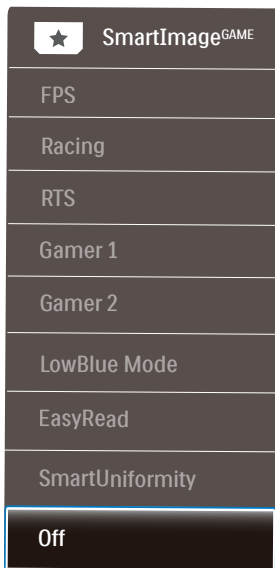 SmartImageGAME
FPS
Racing
RTS
Gamer 1
Gamer 2
LowBlue Mode
EasyRead
SmartUniformity
Off